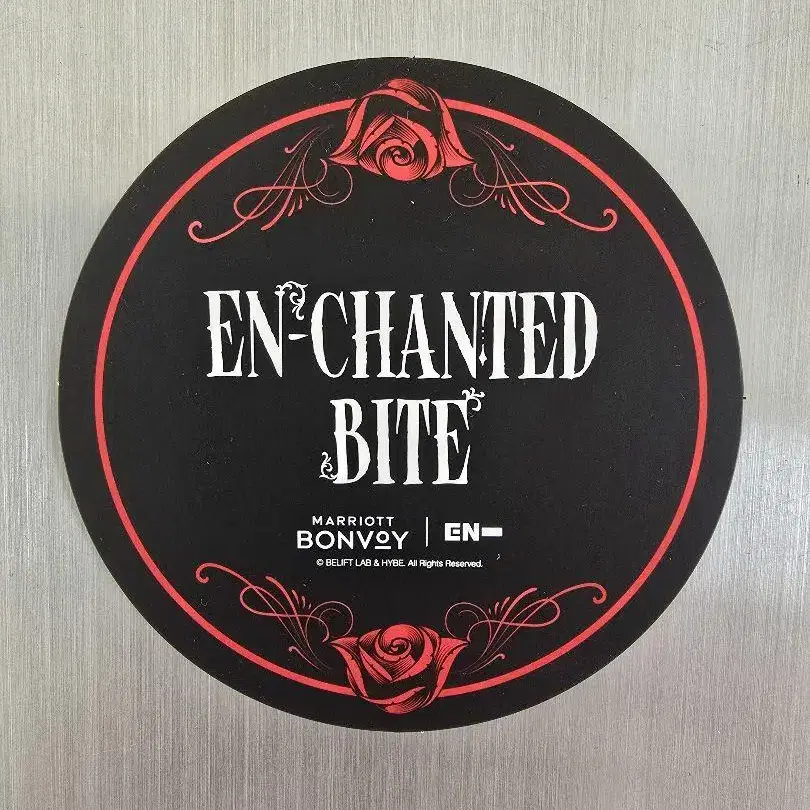 EN-CHANTED
BITE
MARRIOTT
BONVOY | EN-
© BELIFT LAB & HYBE. All Rights Reserved.